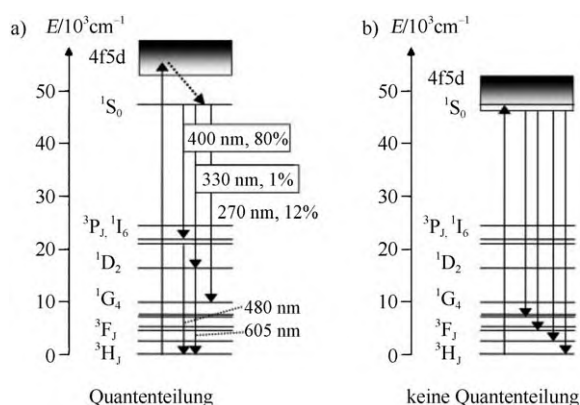 a)
E/10³cm⁻¹
4f5d
50
¹S₀
40
400 nm, 80%
330 nm, 1%
270 nm, 12%
30
³P_J, ¹I₆
20
¹D₂
10
¹G₄
³F_J
³H_J
0
480 nm
605 nm
Quantenteilung
b)
E/10³cm⁻¹
4f5d
50
¹S₀
40
30
³P_J, ¹I₆
20
¹D₂
10
¹G₄
³F_J
³H_J
0
keine Quantenteilung